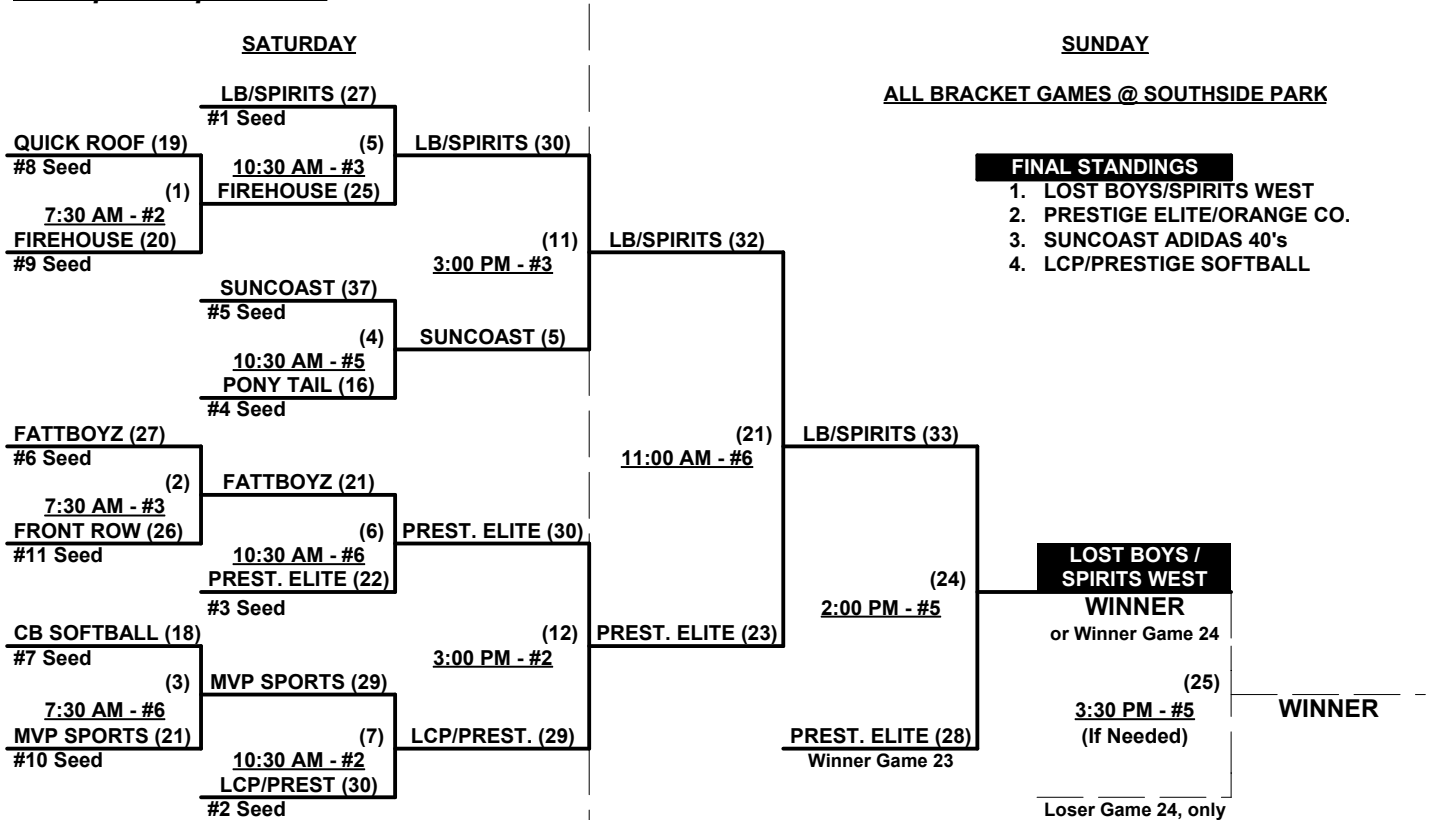 SATURDAY
SUNDAY
LB/SPIRITS (27)
ALL BRACKET GAMES @ SOUTHSIDE PARK
#1 Seed
QUICK ROOF (19)
(5)
LB/SPIRITS (30)
#8 Seed
10:30 AM - #3
FINAL STANDINGS
(1)
FIREHOUSE (25)
1. LOST BOYS/SPIRITS WEST
7:30 AM - #2
2. PRESTIGE ELITE/ORANGE CO.
FIREHOUSE (20)
(11)
LB/SPIRITS (32)
3. SUNCOAST ADIDAS 40's
#9 Seed
3:00 PM - #3
4. LCP/PRESTIGE SOFTBALL
SUNCOAST (37)
#5 Seed
(4)
SUNCOAST (5)
10:30 AM - #5
PONY TAIL (16)
#4 Seed
FATTBOYZ (27)
(21)
LB/SPIRITS (33)
#6 Seed
11:00 AM - #6
(2)
FATTBOYZ (21)
7:30 AM - #3
FRONT ROW (26)
(6)
PREST. ELITE (30)
#11 Seed
10:30 AM - #6
LOST BOYS /
PREST. ELITE (22)
(24)
SPIRITS WEST
#3 Seed
2:00 PM - #5
WINNER
CB SOFTBALL (18)
(12)
PREST. ELITE (23)
or Winner Game 24
#7 Seed
3:00 PM - #2
(3)
MVP SPORTS (29)
(25)
7:30 AM - #6
3:30 PM - #5
WINNER
MVP SPORTS (21)
(7)
LCP/PREST. (29)
PREST. ELITE (28)
(If Needed)
#10 Seed
10:30 AM - #2
Winner Game 23
LCP/PREST (30)
#2 Seed
Loser Game 24, only